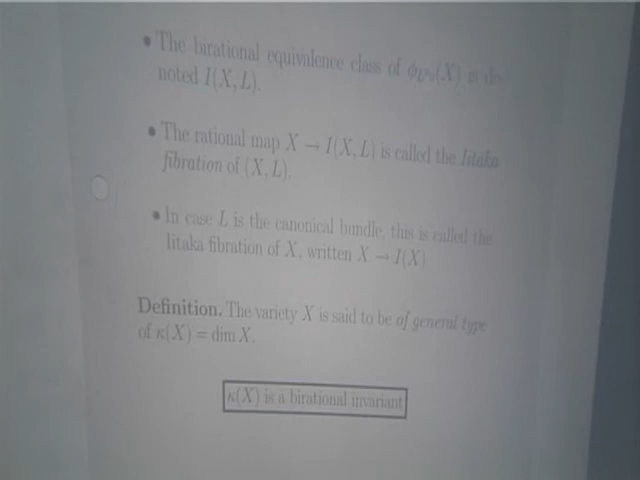 • The birational equivalence class of ϕ_{L^{n_0}}(X) is de-
noted I(X, L).
• The rational map X → I(X, L) is called the Iitaka
fibration of (X, L).
• In case L is the canonical bundle, this is called the
Iitaka fibration of X, written X → I(X)
Definition. The variety X is said to be of general type
of κ(X) = dim X.
κ(X) is a birational invariant